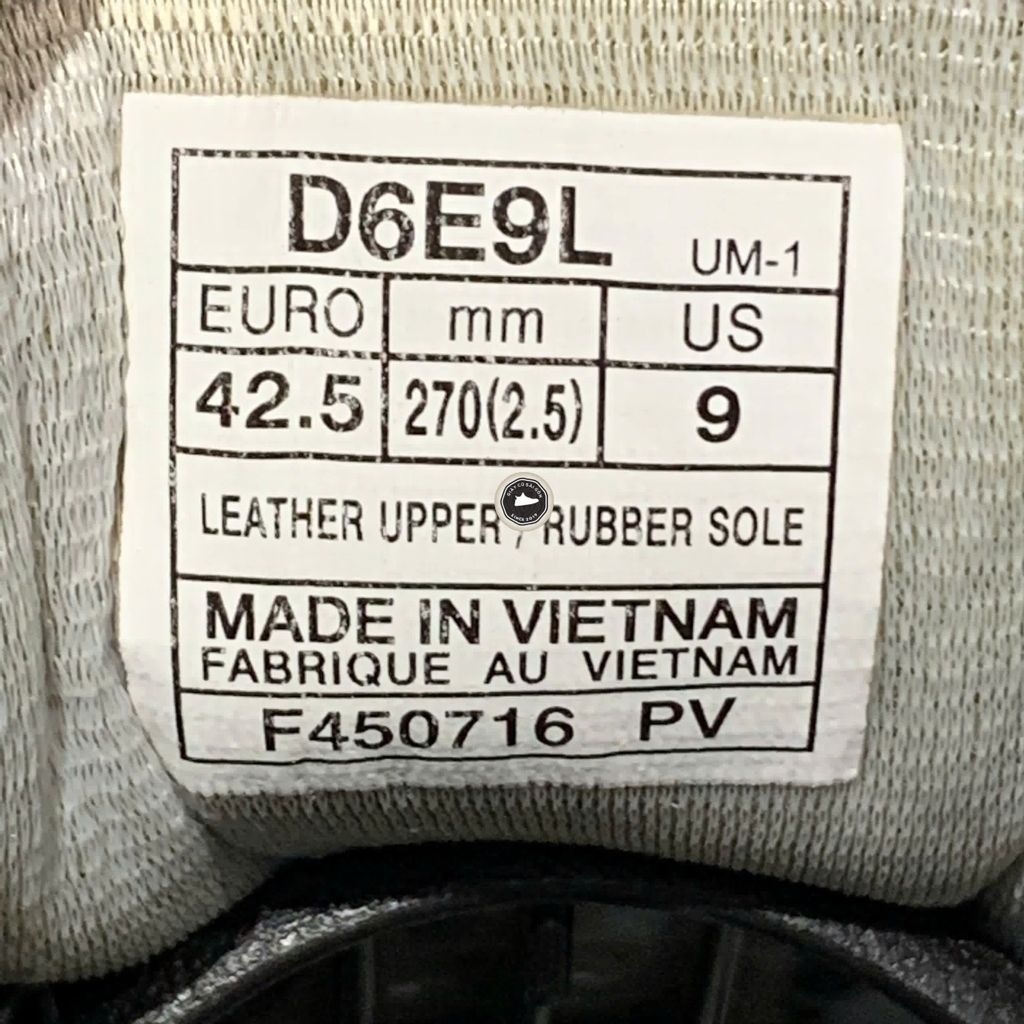 D6E9L UM-1
EURO mm US
42.5 270(2.5) 9
LEATHER UPPER / RUBBER SOLE
MADE IN VIETNAM
FABRIQUE AU VIETNAM
F450716 PV